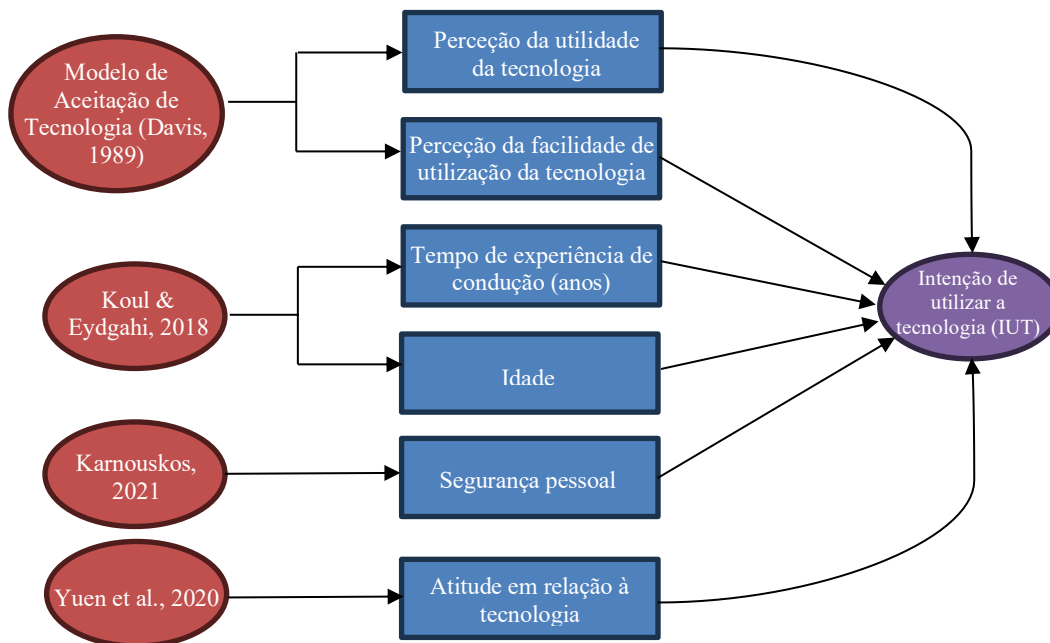 Modelo de
Aceitação de
Tecnologia (Davis,
1989)
Perceção da utilidade
da tecnologia
Perceção da facilidade de
utilização da tecnologia
Koul &
Eydgahi, 2018
Tempo de experiência de
condução (anos)
Idade
Karnouskos,
2021
Segurança pessoal
Yuen et al., 2020
Atitude em relação à
tecnologia
Intenção de
utilizar a
tecnologia (IUT)